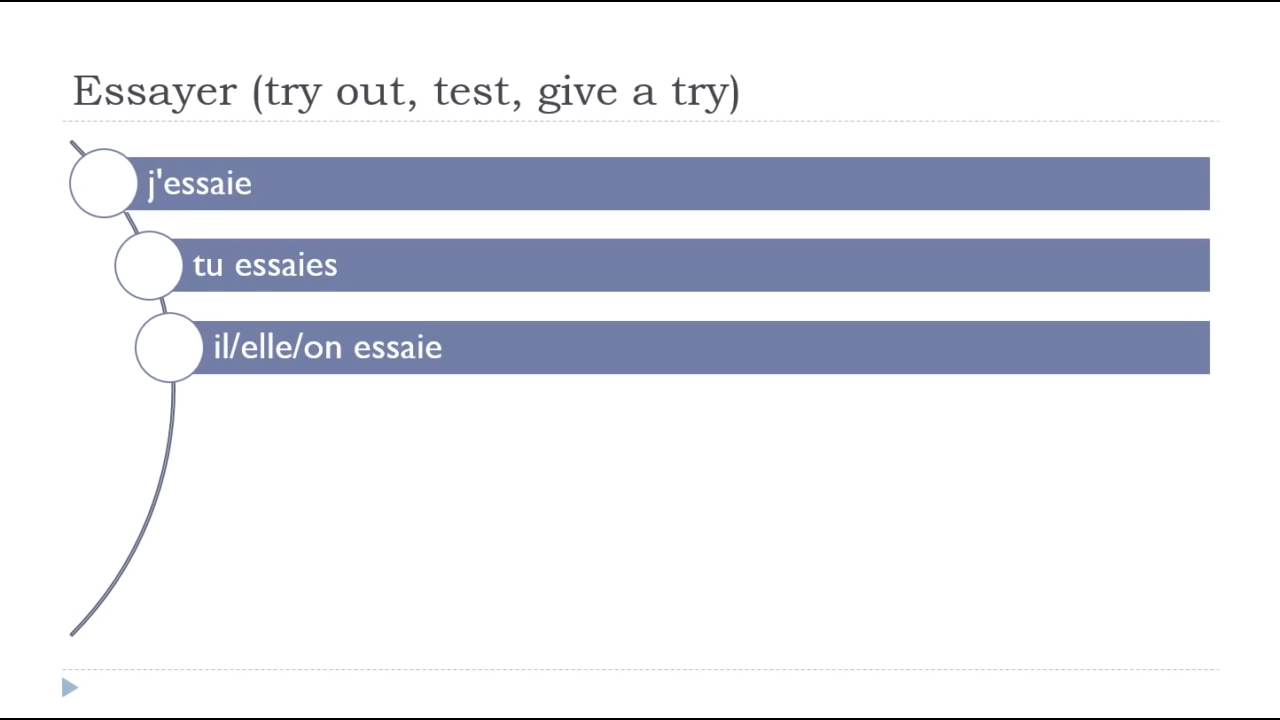 Essayer (try out, test, give a try)
j'essaie
tu essaies
il/elle/on essaie